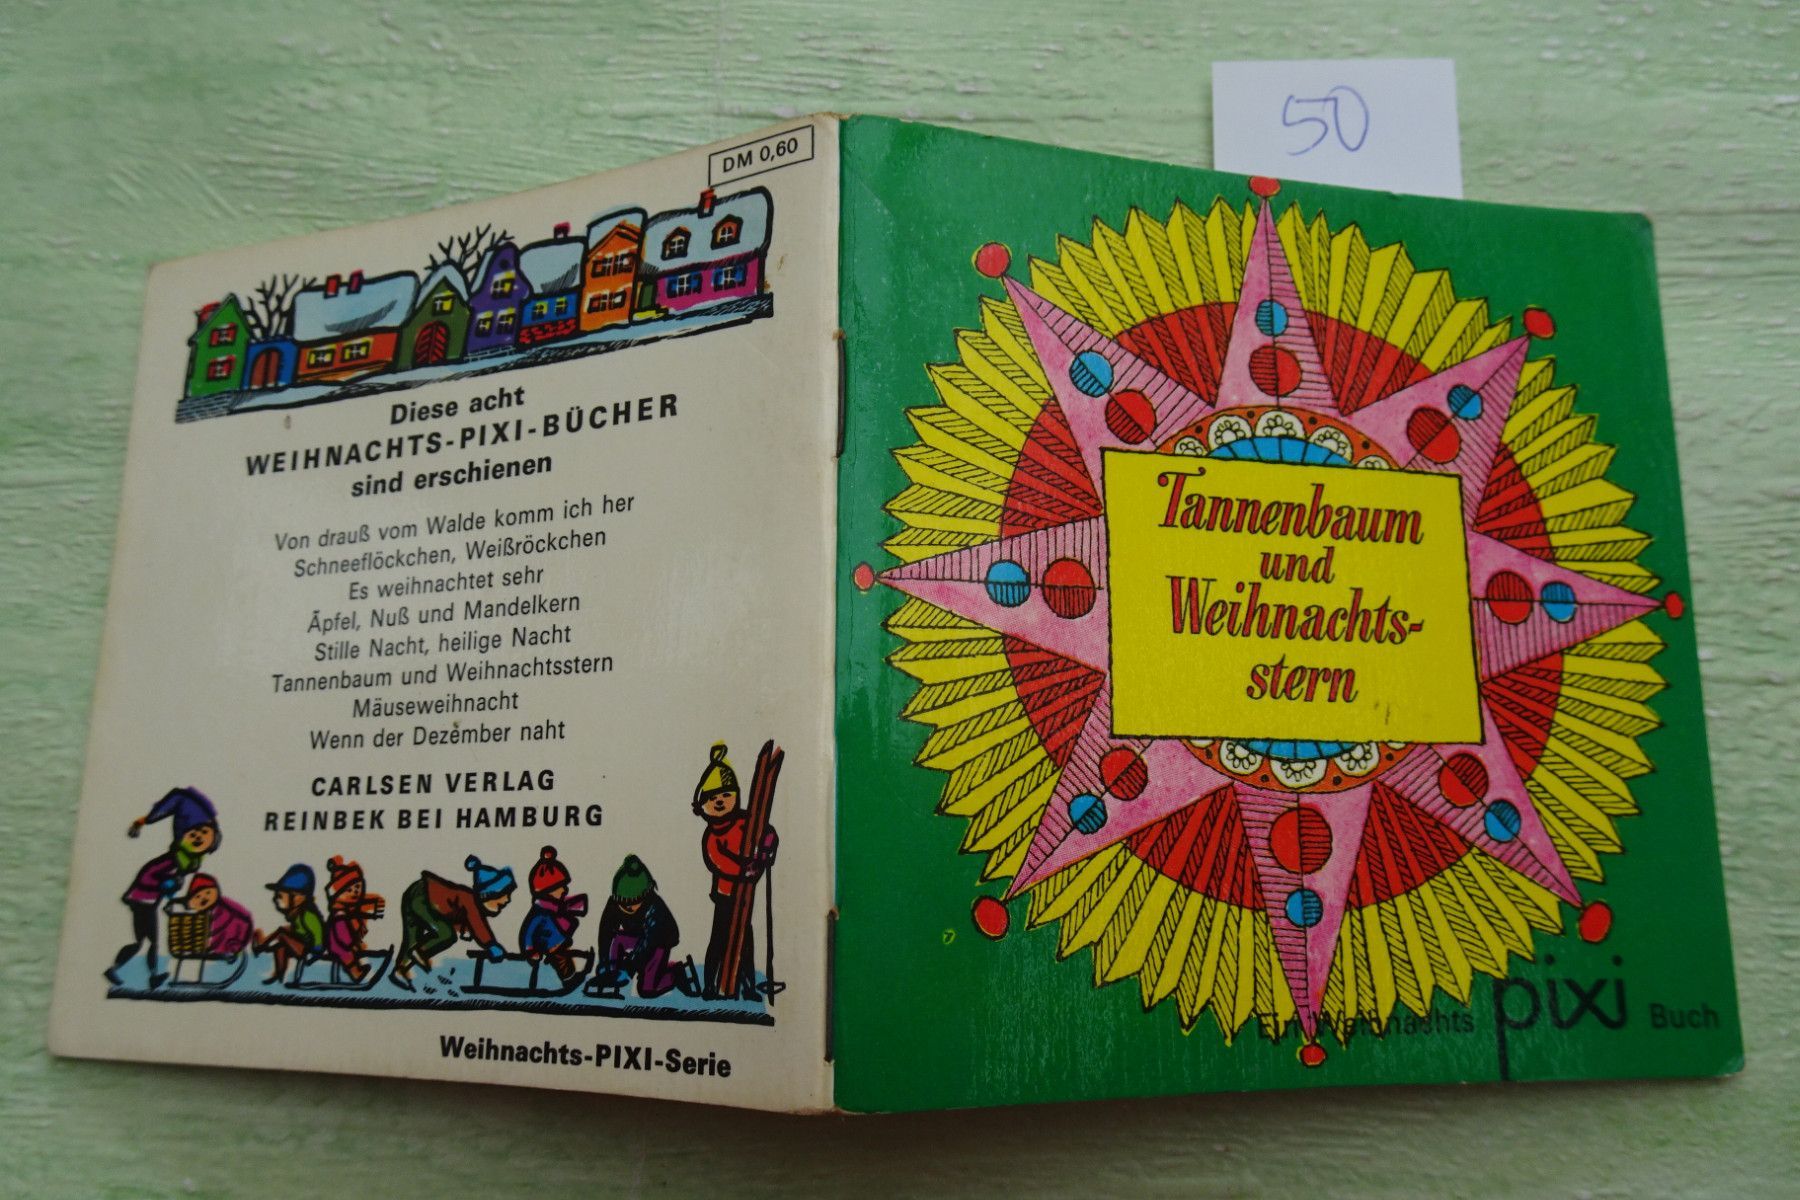 50
DM 0,60
Diese acht
WEIHNACHTS-PIXI-BÜCHER
sind erschienen
Von drauß vom Walde komm ich her
Schneeflöckchen, Weißröckchen
Es weihnachtet sehr
Äpfel, Nuß und Mandelkern
Stille Nacht, heilige Nacht
Tannenbaum und Weihnachtsstern
Mäuseweihnacht
Wenn der Dezember naht
CARLSEN VERLAG
REINBEK BEI HAMBURG
Weihnachts-PIXI-Serie
Tannenbaum
und
Weihnachts-
stern
Ein Weihnachts pixi Buch